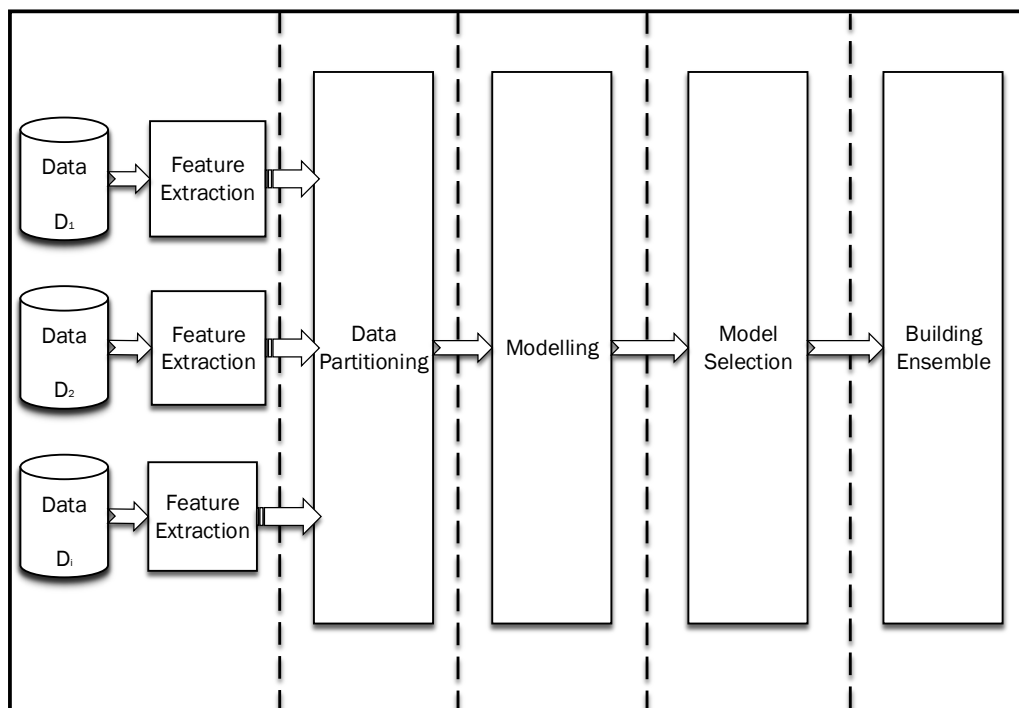 Data
D₁
Feature
Extraction
Data
D₂
Feature
Extraction
Data
Dᵢ
Feature
Extraction
Data
Partitioning
Modelling
Model
Selection
Building
Ensemble